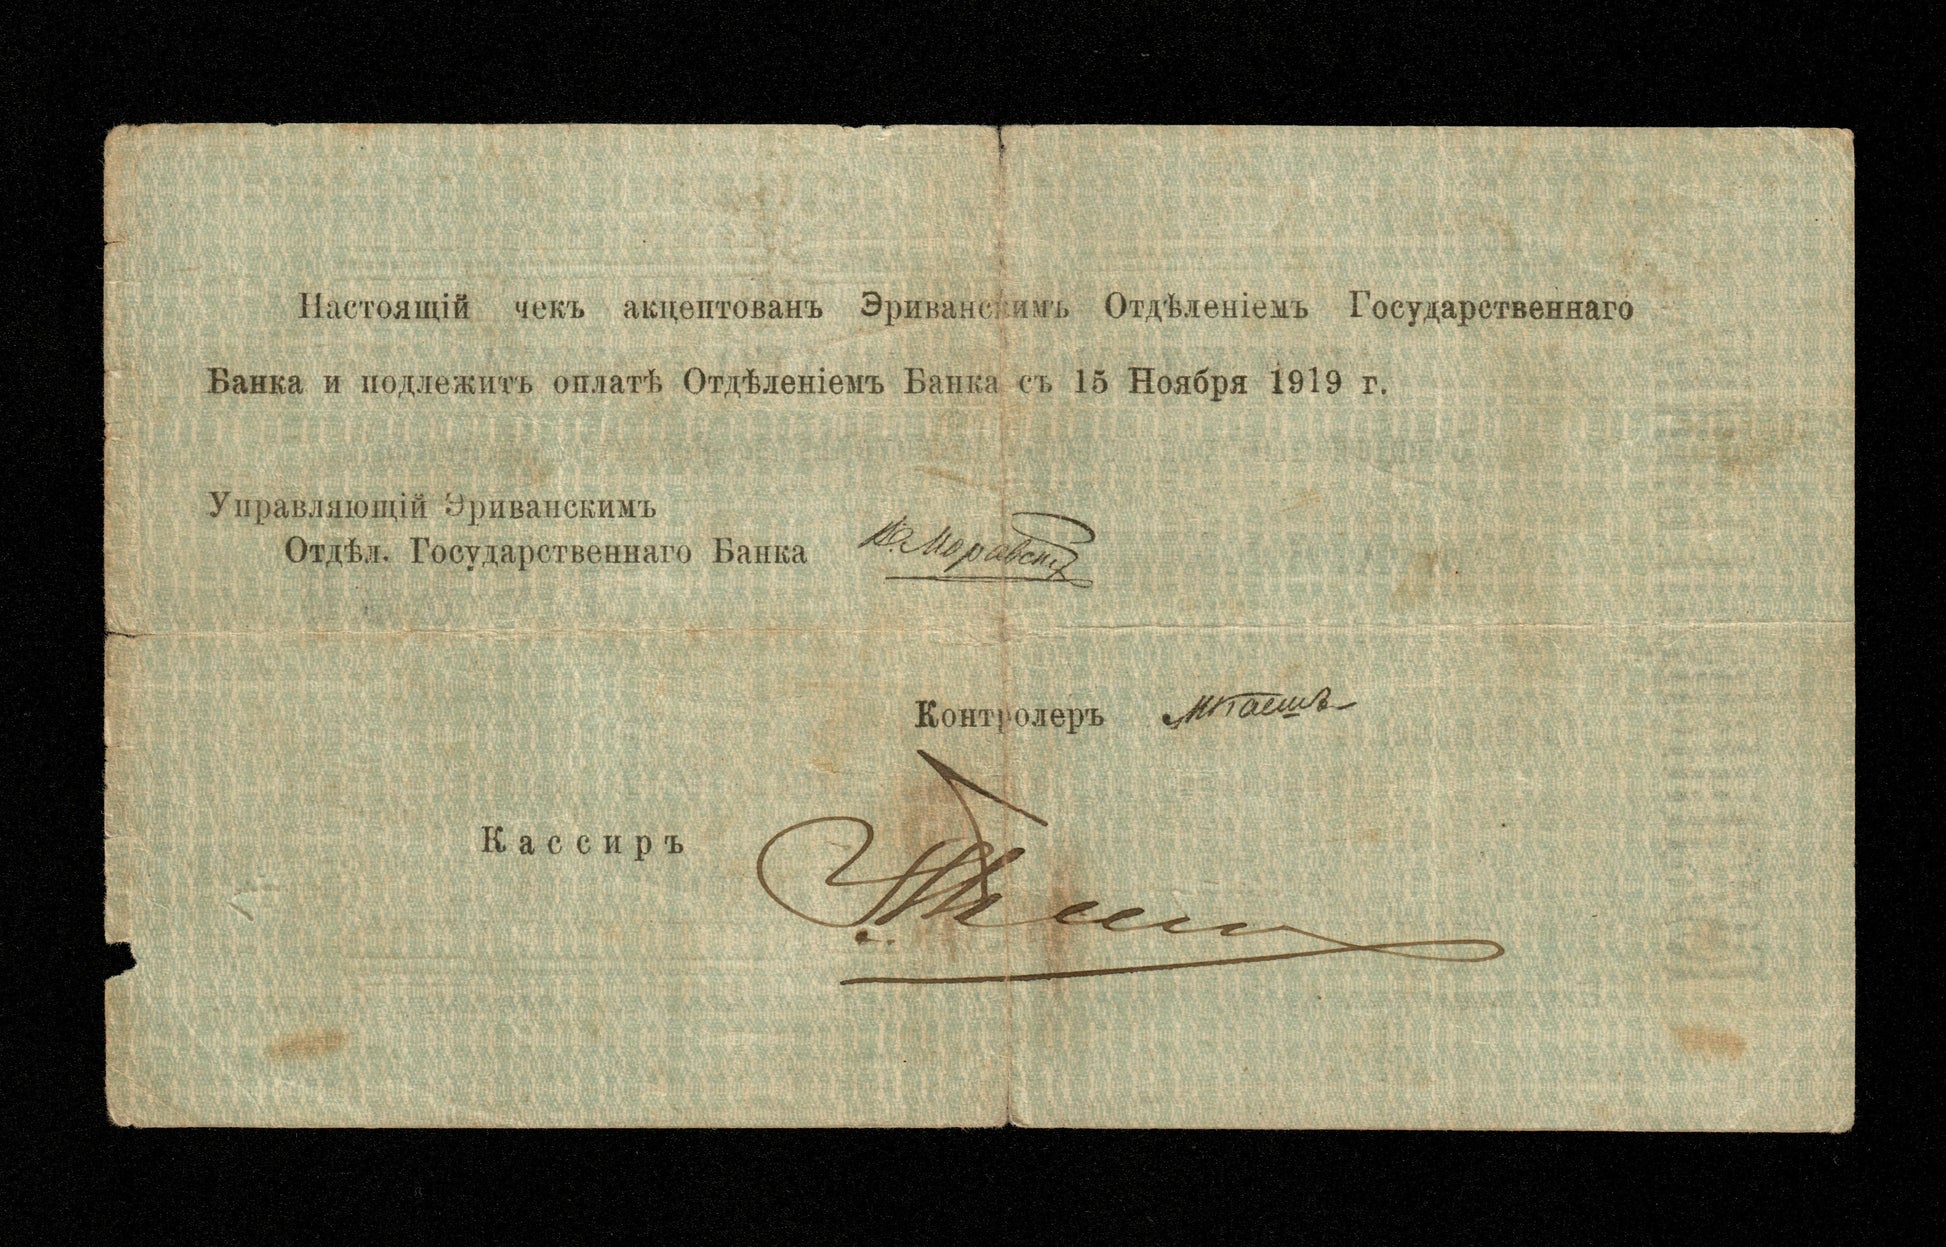 Настоящій чекъ акцептованъ Эриванскимъ Отдѣленіемъ Государственнаго
Банка и подлежитъ оплатѣ Отдѣленіемъ Банка съ 15 Ноября 1919 г.
Управляющій Эриванскимъ
Отдѣл. Государственнаго Банка
Контролеръ
Кассиръ